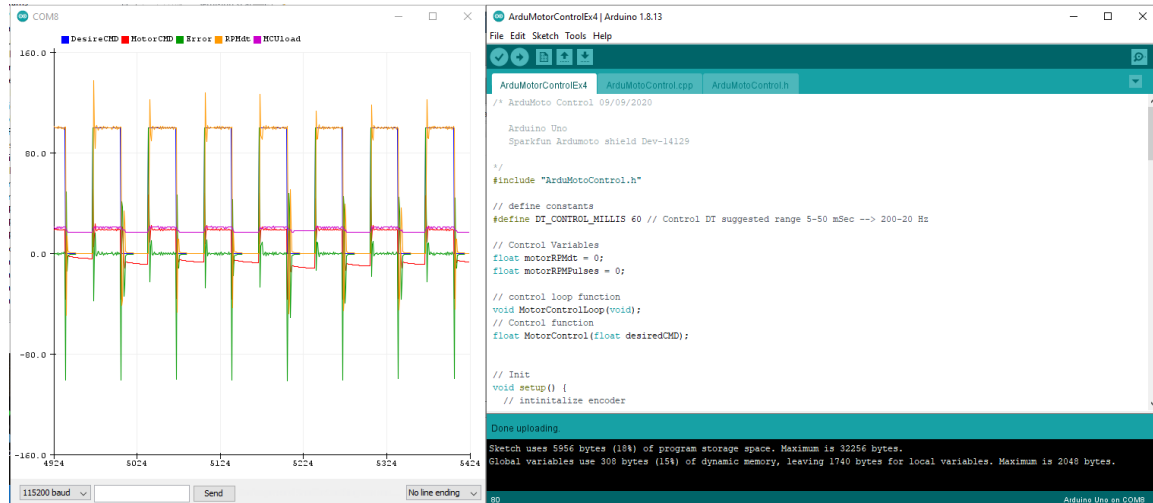 COM8
DesireCMD MotorCMD Error RPMdt MCUload
160.0
80.0
0.0
-80.0
-160.0
4924 5024 5124 5224 5324 5424
115200 baud Send No line ending
ArduMotorControlEx4 | Arduino 1.8.13
File Edit Sketch Tools Help
ArduMotorControlEx4 ArduMotoControl.cpp ArduMotoControl.h
/* ArduMoto Control 09/09/2020
Arduino Uno
Sparkfun Ardumoto shield Dev-14129
*/
#include "ArduMotoControl.h"
// define constants
#define DT_CONTROL_MILLIS 60 // Control DT suggested range 5-50 mSec --> 200-20 Hz
// Control Variables
float motorRPMdt = 0;
float motorRPMPulses = 0;
// control loop function
void MotorControlLoop(void);
// Control function
float MotorControl(float desiredCMD);
// Init
void setup() {
// intinitalize encoder
Done uploading.
Sketch uses 5956 bytes (18%) of program storage space. Maximum is 32256 bytes.
Global variables use 308 bytes (15%) of dynamic memory, leaving 1740 bytes for local variables. Maximum is 2048 bytes.
80 Arduino Uno on COM8